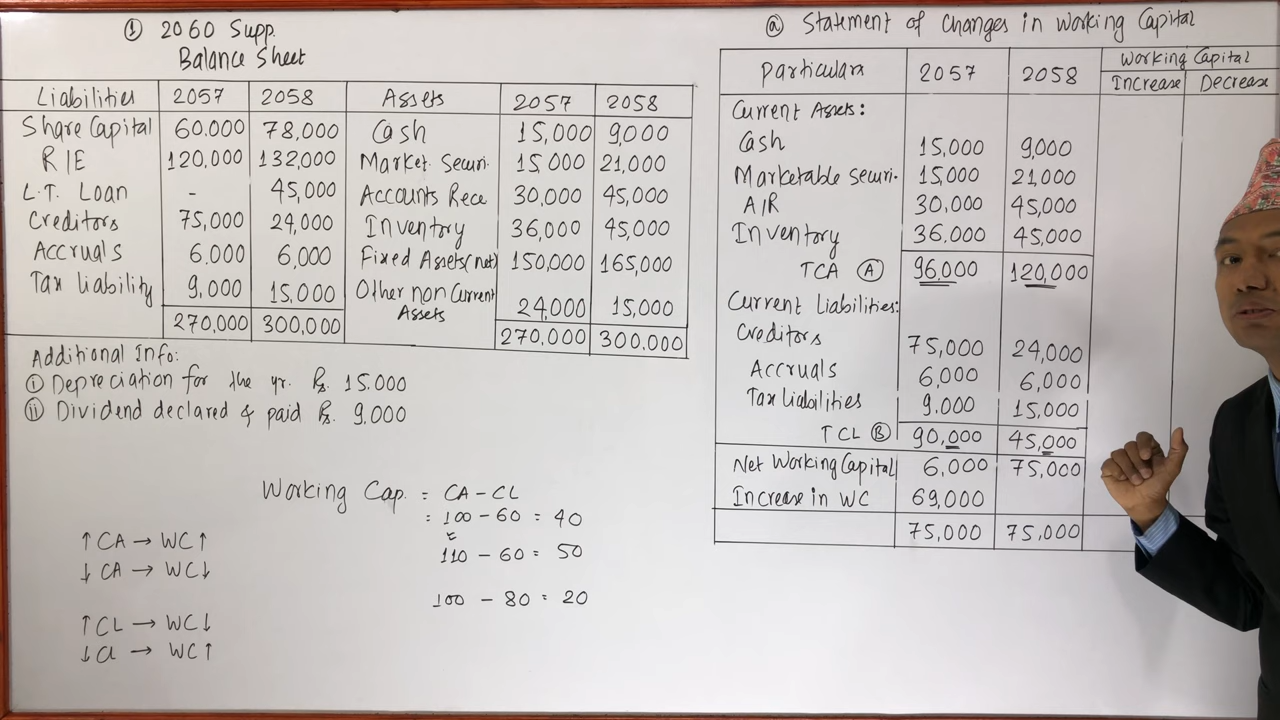 ① 2060 Supp.
Balance Sheet
Liabilities 2057 2058 Assets 2057 2058
Share Capital 60.000 78,000 Cash 15,000 9,000
R/E 120,000 132,000 Market. Securi. 15.000 21,000
L.T. Loan - 45,000 Accounts Rece 30,000 45,000
Creditors 75,000 24,000 Inventory 36,000 45,000
Accruals 6.000 6,000 Fixed Assets(net) 150,000 165,000
Tax liability 9.000 15,000 Other non Current Assets 24,000 15,000
270,000 300.000 270,000 300.000
Additional Info:
ⓘ Depreciation for the yr. Rs. 15.000
ⓘⓘ Dividend declared & paid Rs. 9,000
Working Cap. = CA - CL
= 100 - 60 = 40
110 - 60 = 50
100 - 80 = 20
↑ CA → WC ↑
↓ CA → WC ↓
↑ CL → WC ↓
↓ CL → WC ↑
ⓐ Statement of Changes in Working Capital
Particulars 2057 2058 Working Capital
Increase Decrease
Current Assets:
Cash 15,000 9,000
Marketable Securi. 15,000 21,000
A/R 30,000 45,000
Inventory 36.000 45,000
TCA Ⓐ 96.000 120,000
Current Liabilities:
Creditors 75,000 24,000
Accruals 6,000 6,000
Tax Liabilities 9.000 15,000
TCL Ⓑ 90,000 45,000
Net Working Capital 6,000 75,000
Increase in WC 69,000
75,000 75,000